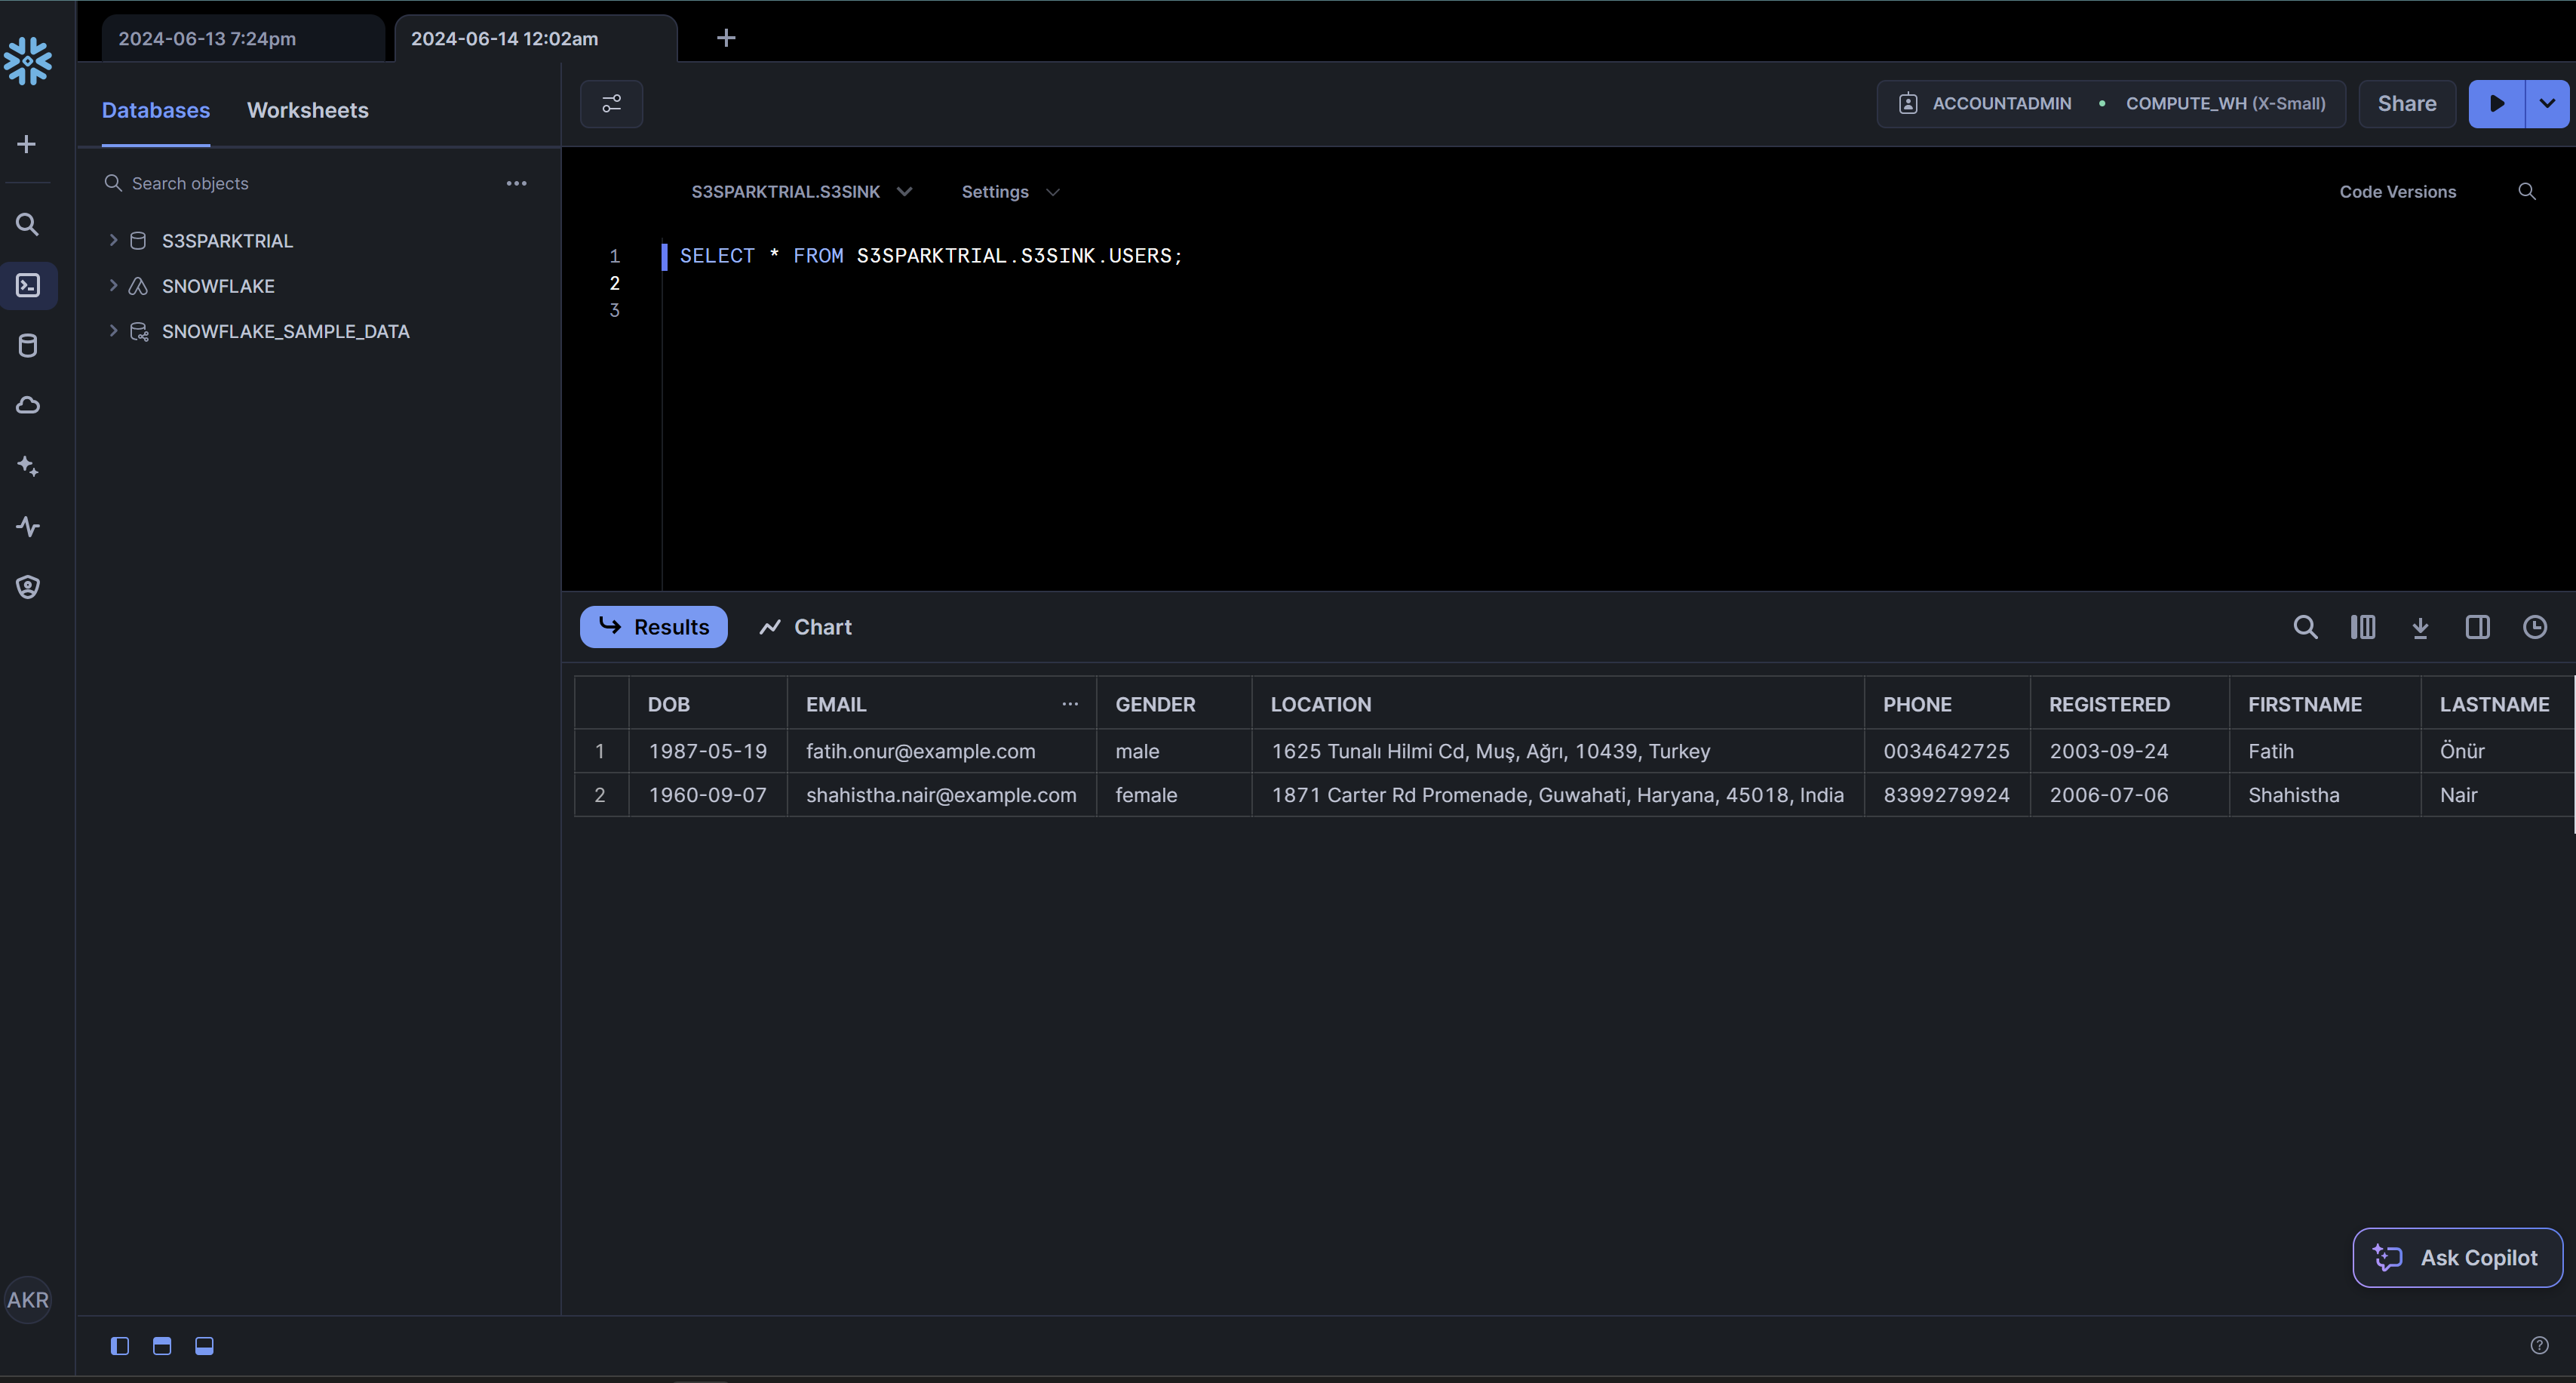 2024-06-13 7:24pm
2024-06-14 12:02am
Databases
Worksheets
ACCOUNTADMIN
COMPUTE_WH (X-Small)
Share
Search objects
S3SPARKTRIAL
SNOWFLAKE
SNOWFLAKE_SAMPLE_DATA
S3SPARKTRIAL.S3SINK
Settings
Code Versions
1 SELECT * FROM S3SPARKTRIAL.S3SINK.USERS;
2
3
Results
Chart
DOB EMAIL ... GENDER LOCATION PHONE REGISTERED FIRSTNAME LASTNAME
1 1987-05-19 fatih.onur@example.com male 1625 Tunalı Hilmi Cd, Muş, Ağrı, 10439, Turkey 0034642725 2003-09-24 Fatih Önür
2 1960-09-07 shahistha.nair@example.com female 1871 Carter Rd Promenade, Guwahati, Haryana, 45018, India 8399279924 2006-07-06 Shahistha Nair
Ask Copilot
AKR